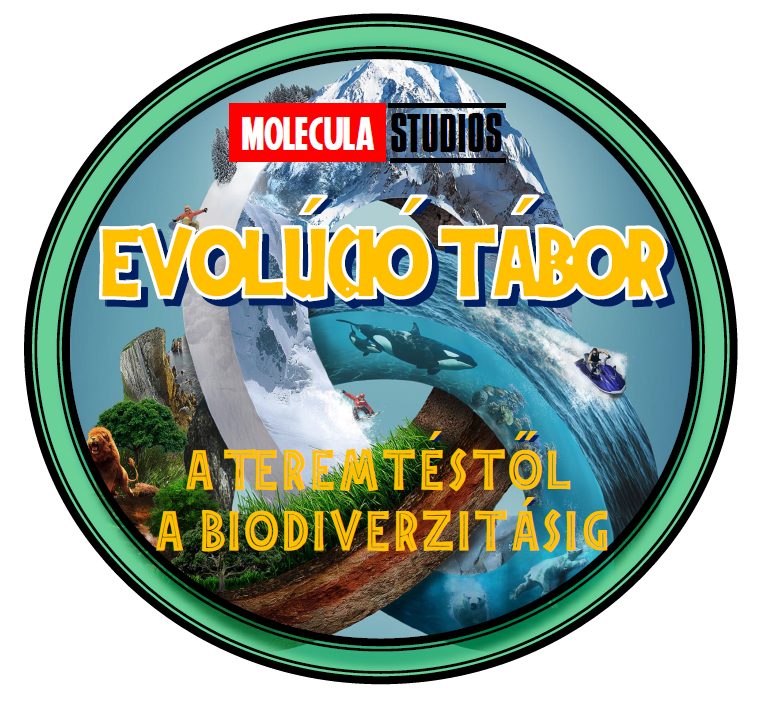 MOLECULA STUDIOS
EVOLÚCIÓ TÁBOR
A TEREMTÉSTŐL
A BIODIVERZITÁSIG